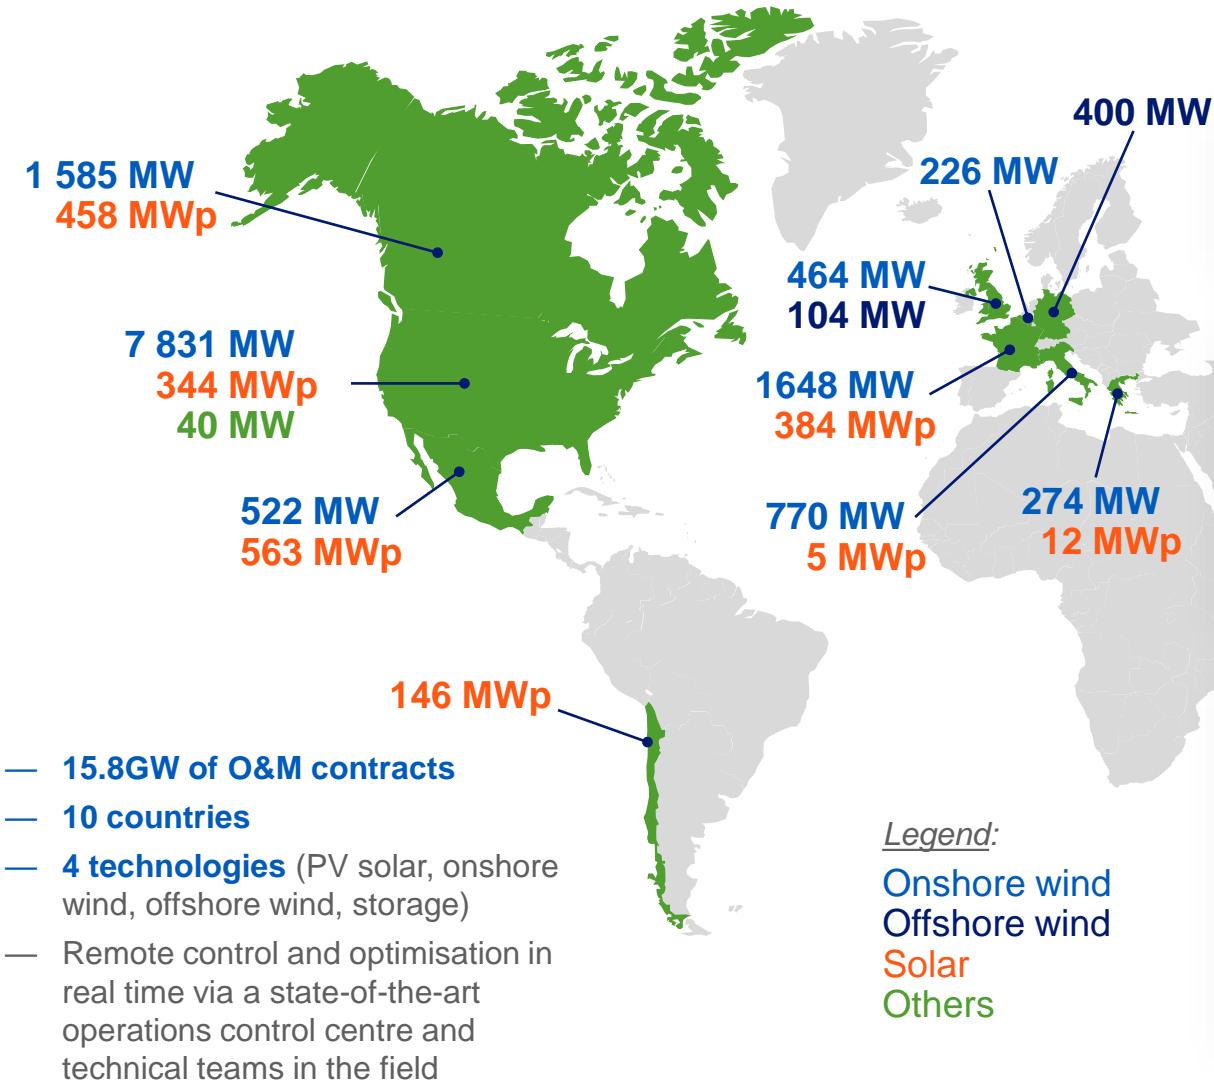 400 MW
1 585 MW
458 MWp
226 MW
464 MW
104 MW
7 831 MW
344 MWp
40 MW
1648 MW
384 MWp
522 MW
563 MWp
770 MW
5 MWp
274 MW
12 MWp
146 MWp
— 15.8GW of O&M contracts
— 10 countries
— 4 technologies (PV solar, onshore
wind, offshore wind, storage)
— Remote control and optimisation in
real time via a state-of-the-art
operations control centre and
technical teams in the field
Legend:
Onshore wind
Offshore wind
Solar
Others